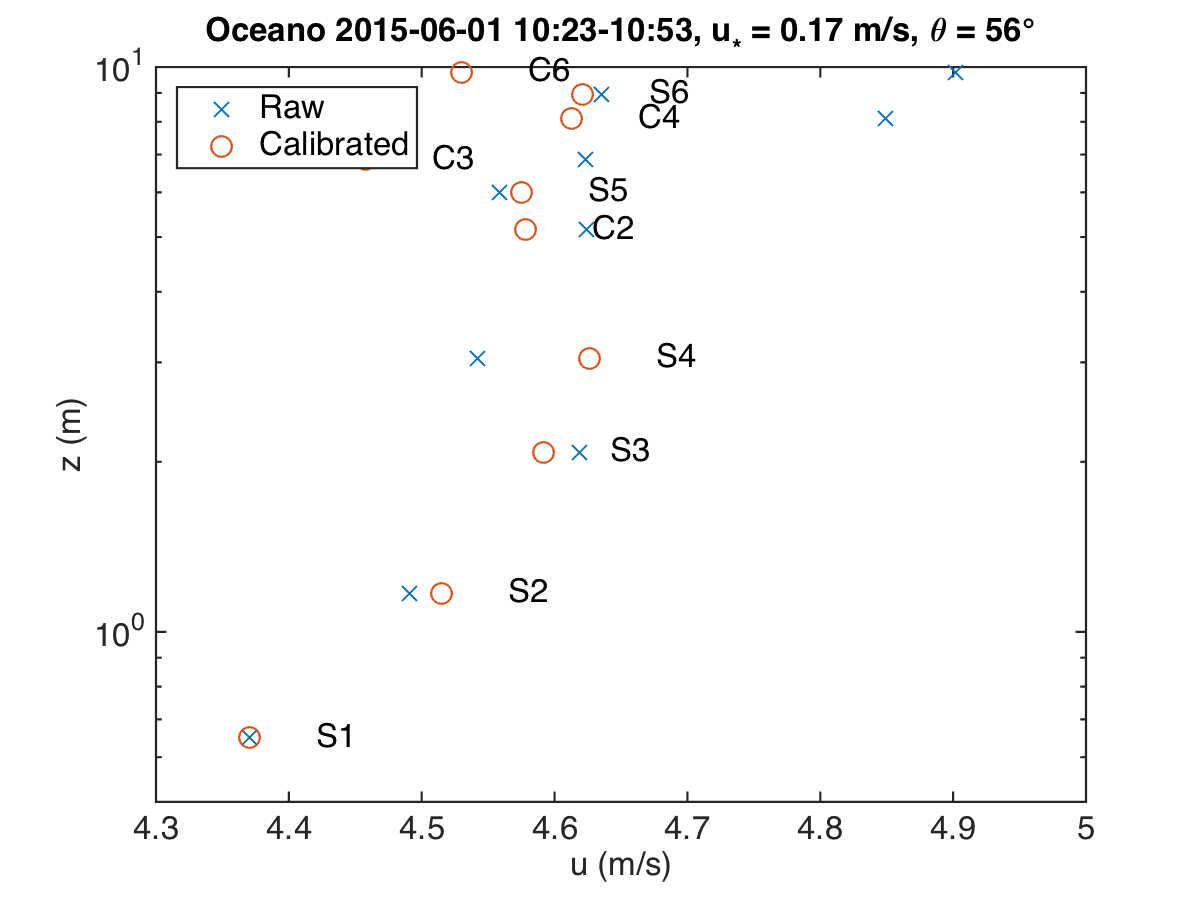 Oceano 2015-06-01 10:23-10:53, u* = 0.17 m/s, θ = 56°
10^1
C6
S6
Raw
C4
Calibrated
C3
S5
C2
S4
z (m)
S3
10^0
S2
S1
4.3 4.4 4.5 4.6 4.7 4.8 4.9 5
u (m/s)